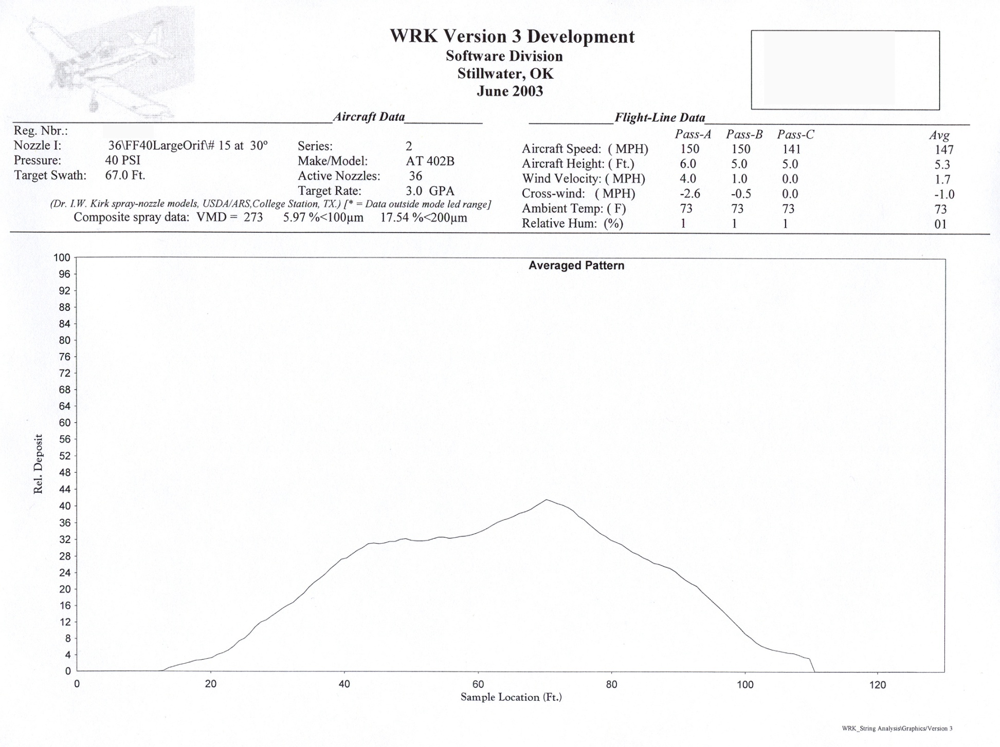 WRK Version 3 Development
Software Division
Stillwater, OK
June 2003
Aircraft Data
Reg. Nbr.:
Nozzle I: 36\FF40LargeOrif\# 15 at 30°
Pressure: 40 PSI
Target Swath: 67.0 Ft.
Series: 2
Make/Model: AT 402B
Active Nozzles: 36
Target Rate: 3.0 GPA
(Dr. I.W. Kirk spray-nozzle models, USDA/ARS,College Station, TX.) [* = Data outside mode led range]
Composite spray data: VMD = 273 5.97 %<100µm 17.54 %<200µm
Flight-Line Data
Pass-A Pass-B Pass-C Avg
Aircraft Speed: ( MPH) 150 150 141 147
Aircraft Height: ( Ft.) 6.0 5.0 5.0 5.3
Wind Velocity: ( MPH) 4.0 1.0 0.0 1.7
Cross-wind: ( MPH) -2.6 -0.5 0.0 -1.0
Ambient Temp: ( F) 73 73 73 73
Relative Hum: (%) 1 1 1 01
Averaged Pattern
100
96
92
88
84
80
76
72
68
64
60
56
52
48
44
40
36
32
28
24
20
16
12
8
4
0
Rel. Deposit
0 20 40 60 80 100 120
Sample Location (Ft.)
WRK_String Analysis\Graphics/Version 3